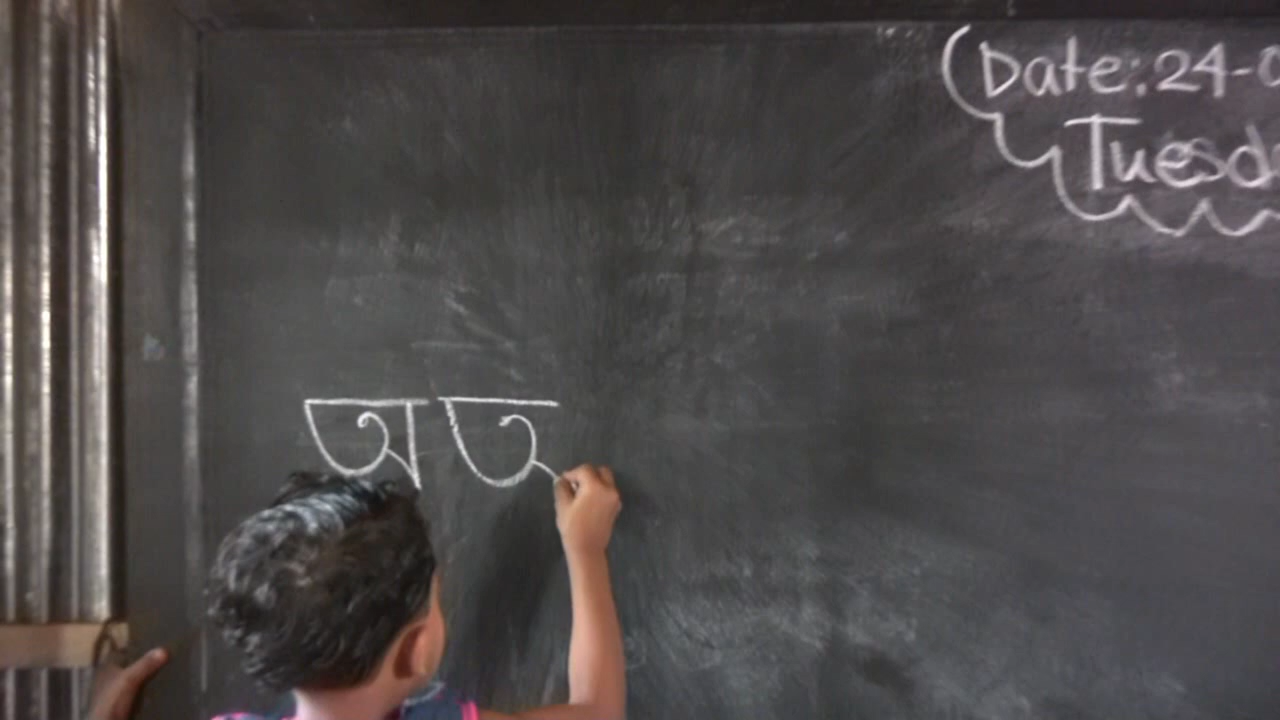 Date: 24-
Tuesd
অ